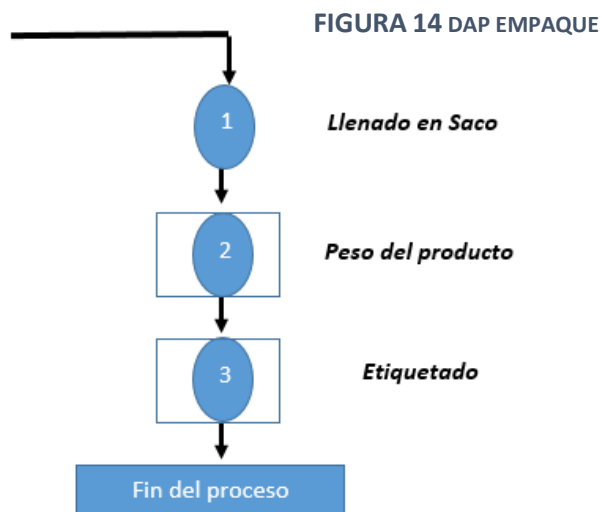 FIGURA 14 DAP EMPAQUE
1 Llenado en Saco
2 Peso del producto
3 Etiquetado
Fin del proceso